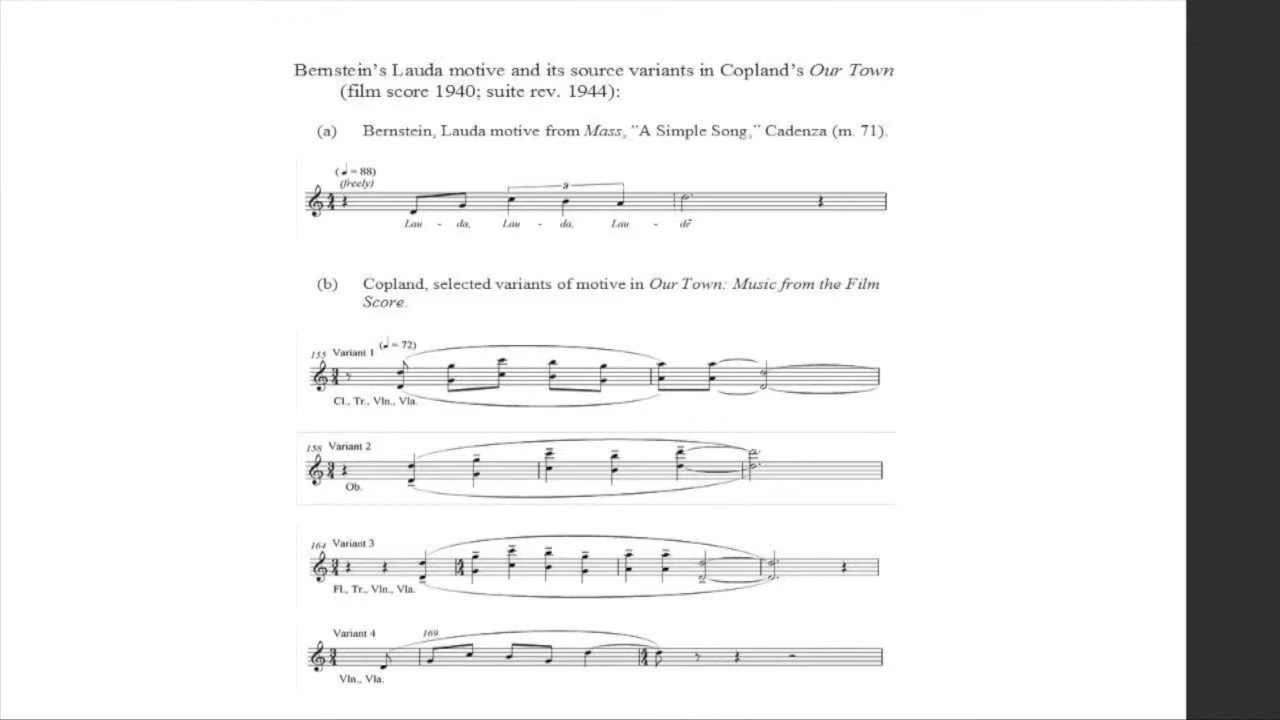 Bernstein's Lauda motive and its source variants in Copland's Our Town
(film score 1940; suite rev. 1944):
(a) Bernstein, Lauda motive from Mass, "A Simple Song," Cadenza (m. 71).
(♩ = 88)
(freely)
3
Lau - da, Lau - da, Lau - dē
(b) Copland, selected variants of motive in Our Town: Music from the Film
Score.
155 Variant 1 (♩ = 72)
Cl., Tr., Vln., Vla.
158 Variant 2
Ob.
164 Variant 3
Fl., Tr., Vln., Vla.
Variant 4 169
Vln., Vla.